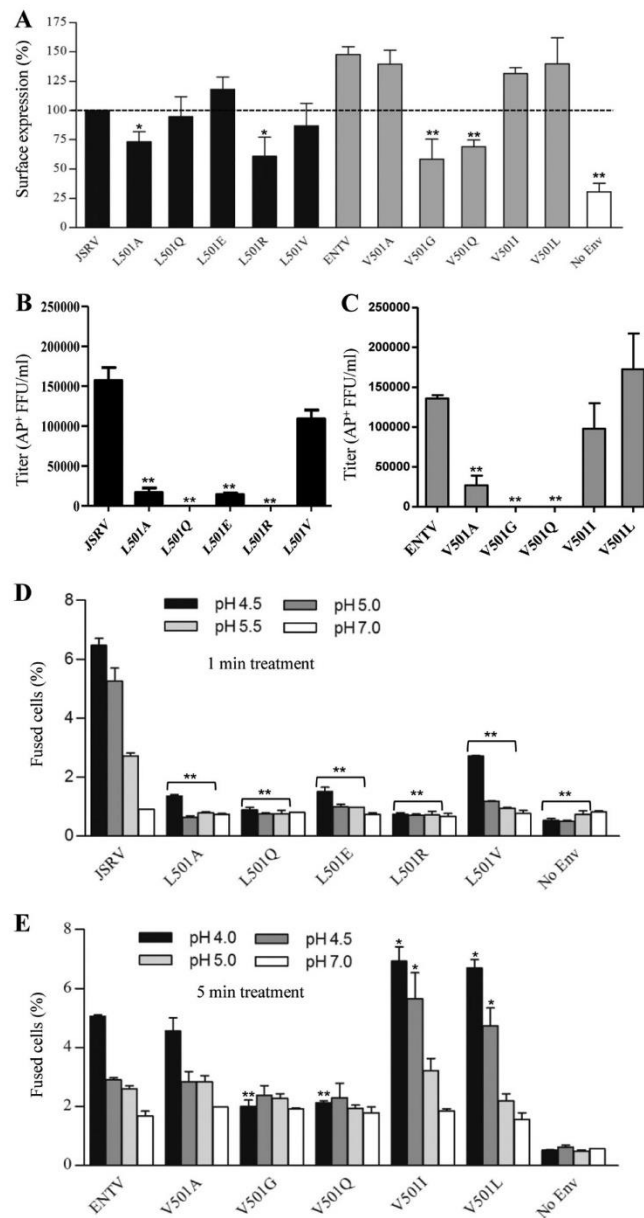 A
Surface expression (%)
175
150
125
100
75
50
25
0
*
*
**
**
**
JSRV
L501A
L501Q
L501E
L501R
L501V
ENTV
V501A
V501G
V501Q
V501I
V501L
No Env
B
Titer (AP⁺ FFU/ml)
250000
200000
150000
100000
50000
0
**
**
**
**
JSRV
L501A
L501Q
L501E
L501R
L501V
C
Titer (AP⁺ FFU/ml)
250000
200000
150000
100000
50000
0
**
**
**
ENTV
V501A
V501G
V501Q
V501I
V501L
D
Fused cells (%)
8
6
4
2
0
pH 4.5
pH 5.0
pH 5.5
pH 7.0
1 min treatment
**
**
**
**
**
**
JSRV
L501A
L501Q
L501E
L501R
L501V
No Env
E
Fused cells (%)
8
6
4
2
0
pH 4.0
pH 4.5
pH 5.0
pH 7.0
5 min treatment
**
**
*
*
*
*
ENTV
V501A
V501G
V501Q
V501I
V501L
No Env